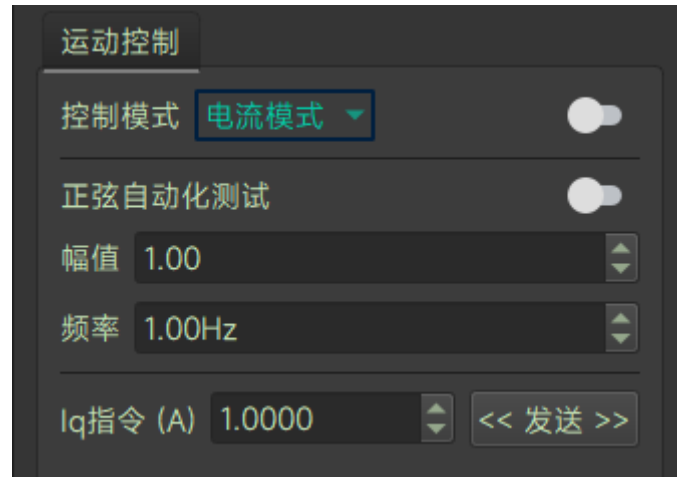 运动控制
控制模式 电流模式
正弦自动化测试
幅值 1.00
频率 1.00Hz
Iq指令 (A) 1.0000 << 发送 >>